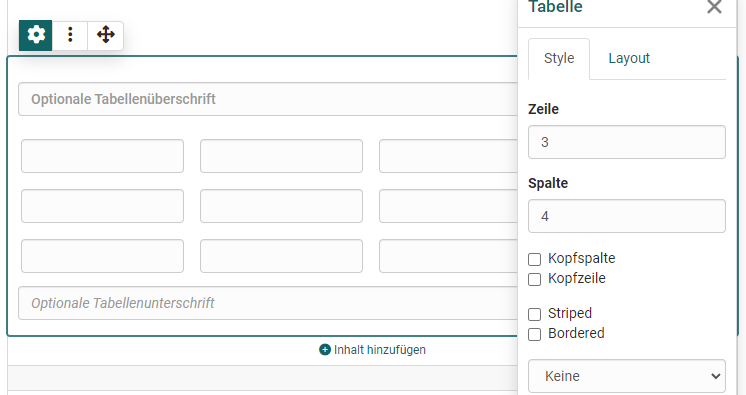 Tabelle
Style
Layout
Optionale Tabellenüberschrift
Zeile
3
Spalte
4
Kopfspalte
Kopfzeile
Optionale Tabellenunterschrift
Striped
Bordered
Inhalt hinzufügen
Keine